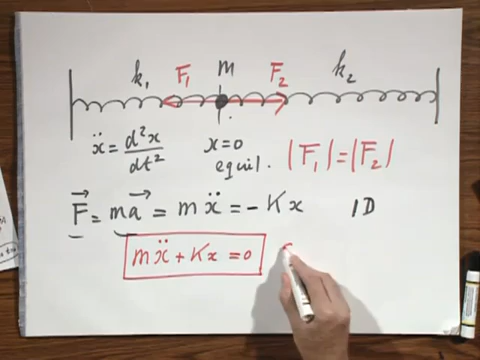 k₁ F₁ m F₂ k₂
ẍ = d²x/dt² x=0 |F₁| = |F₂|
equil.
F⃗ = ma⃗ = mẍ = - Kx 1D
mẍ + Kx = 0